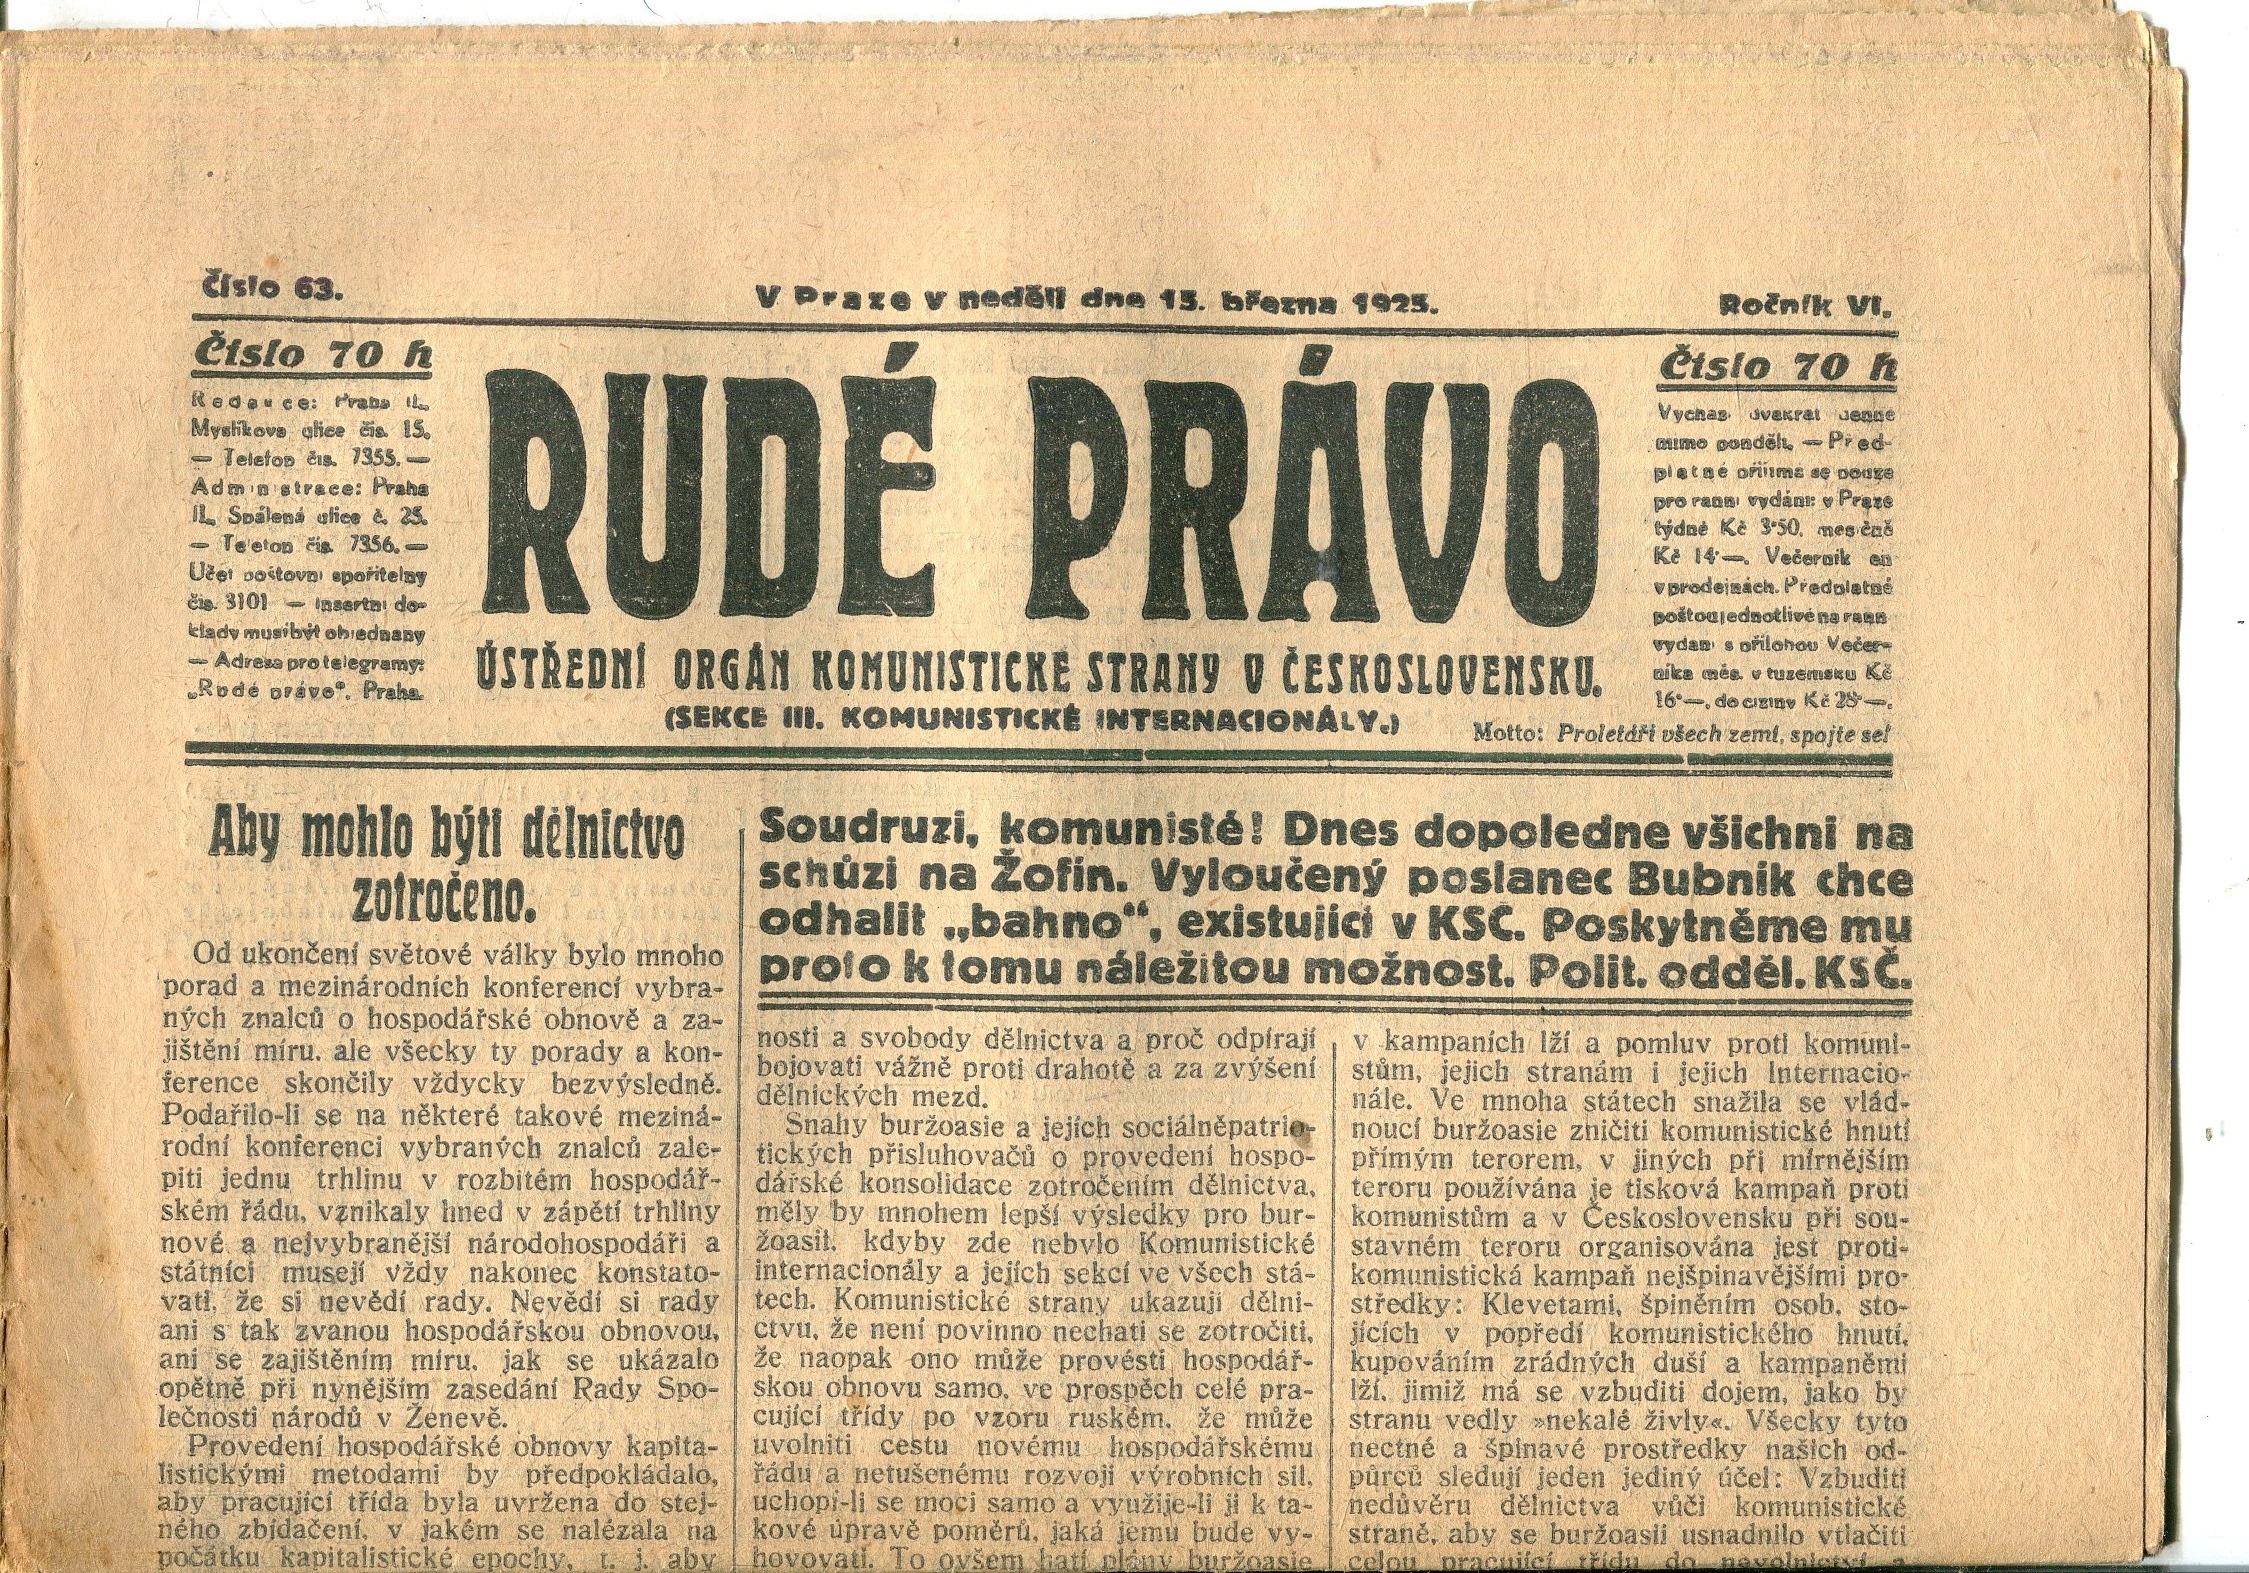 Číslo 63.
V Praze v neděli dne 15. března 1925.
Ročník VI.
Číslo 70 h
Redakce: Praha II.,
Myslíkova ulice čís. 15.
— Telefon čís. 7355. —
Administrace: Praha
II., Spálená ulice č. 25.
— Telefon čís. 7356. —
Účet poštovní spořitelny
čís. 3101 — Insertní do-
klady musí být objednány
— Adresa pro telegramy:
„Rudé právo", Praha.
RUDÉ PRÁVO
ÚSTŘEDNÍ ORGÁN KOMUNISTICKÉ STRANY V ČESKOSLOVENSKU.
(SEKCE III. KOMUNISTICKÉ INTERNACIONÁLY.)
Číslo 70 h
Vychází dvakrát denně
mimo pondělí. — Před-
platné přijímá se pouze
pro ranní vydání: v Praze
týdně Kč 3·50, měsíčně
Kč 14·—. Večerník en
v prodejnách. Předplatné
poštou jednotlivě na rann
vydání s přílohou Večer-
níka měs. v tuzemsku Kč
16·—, do ciziny Kč 28·—.
Motto: Proletáři všech zemí, spojte se!
Aby mohlo býti dělnictvo
zotročeno.
Od ukončení světové války bylo mnoho
porad a mezinárodních konferencí vybra-
ných znalců o hospodářské obnově a za-
jištění míru, ale všecky ty porady a kon-
ference skončily vždycky bezvýsledně.
Podařilo-li se na některé takové meziná-
rodní konferenci vybraných znalců zale-
piti jednu trhlinu v rozbitém hospodář-
ském řádu, vznikaly hned v zápětí trhliny
nové a nejvybranější národohospodáři a
státníci musejí vždy nakonec konstato-
vati, že si nevědí rady. Nevědí si rady
ani s tak zvanou hospodářskou obnovou,
ani se zajištěním míru, jak se ukázalo
opětně při nynějším zasedání Rady Spo-
lečnosti národů v Ženevě.
Provedení hospodářské obnovy kapita-
listickými metodami by předpokládalo,
aby pracující třída byla uvržena do stej-
ného zbídačení, v jakém se nalézala na
počátku kapitalistické epochy, t. j. aby
Soudruzi, komunisté! Dnes dopoledne všichni na
schůzi na Žofín. Vyloučený poslanec Bubník chce
odhalit „bahno", existující v KSČ. Poskytněme mu
proto k tomu náležitou možnost. Polit. odděl. KSČ.
nosti a svobody dělnictva a proč odpírají
bojovati vážně proti drahotě a za zvýšení
dělnických mezd.
Snahy buržoasie a jejích sociálněpatrio-
tických přisluhovačů o provedení hospo-
dářské konsolidace zotročením dělnictva,
měly by mnohem lepší výsledky pro bur-
žoasii, kdyby zde nebylo Komunistické
internacionály a jejích sekcí ve všech stá-
tech. Komunistické strany ukazují dělni-
ctvu, že není povinno nechati se zotročiti,
že naopak ono může provésti hospodář-
skou obnovu samo, ve prospěch celé pra-
cující třídy po vzoru ruském, že může
uvolniti cestu novému hospodářskému
řádu a netušenému rozvoji výrobních sil,
uchopí-li se moci samo a využije-li jí k ta-
kové úpravě poměrů, jaká jemu bude vy-
hovovati. To ovšem hatí plány buržoasie
v kampaních lží a pomluv proti komuni-
stům, jejich stranám i jejich Internacio-
nále. Ve mnoha státech snažila se vlád-
noucí buržoasie zničiti komunistické hnutí
přímým terorem, v jiných při mírnějším
teroru používána je tisková kampaň proti
komunistům a v Československu při sou-
stavném teroru organisována jest proti-
komunistická kampaň nejšpinavějšími pro-
středky: Klevetami, špiněním osob, sto-
jících v popředí komunistického hnutí,
kupováním zrádných duší a kampaněmi
lží, jimiž má se vzbuditi dojem, jako by
stranu vedly »nekalé živly«. Všecky tyto
nectné a špinavé prostředky našich od-
půrců sledují jeden jediný účel: Vzbuditi
nedůvěru dělnictva vůči komunistické
straně, aby se buržoasii usnadnilo vtlačiti
celou pracující třídu do nevolnictví a